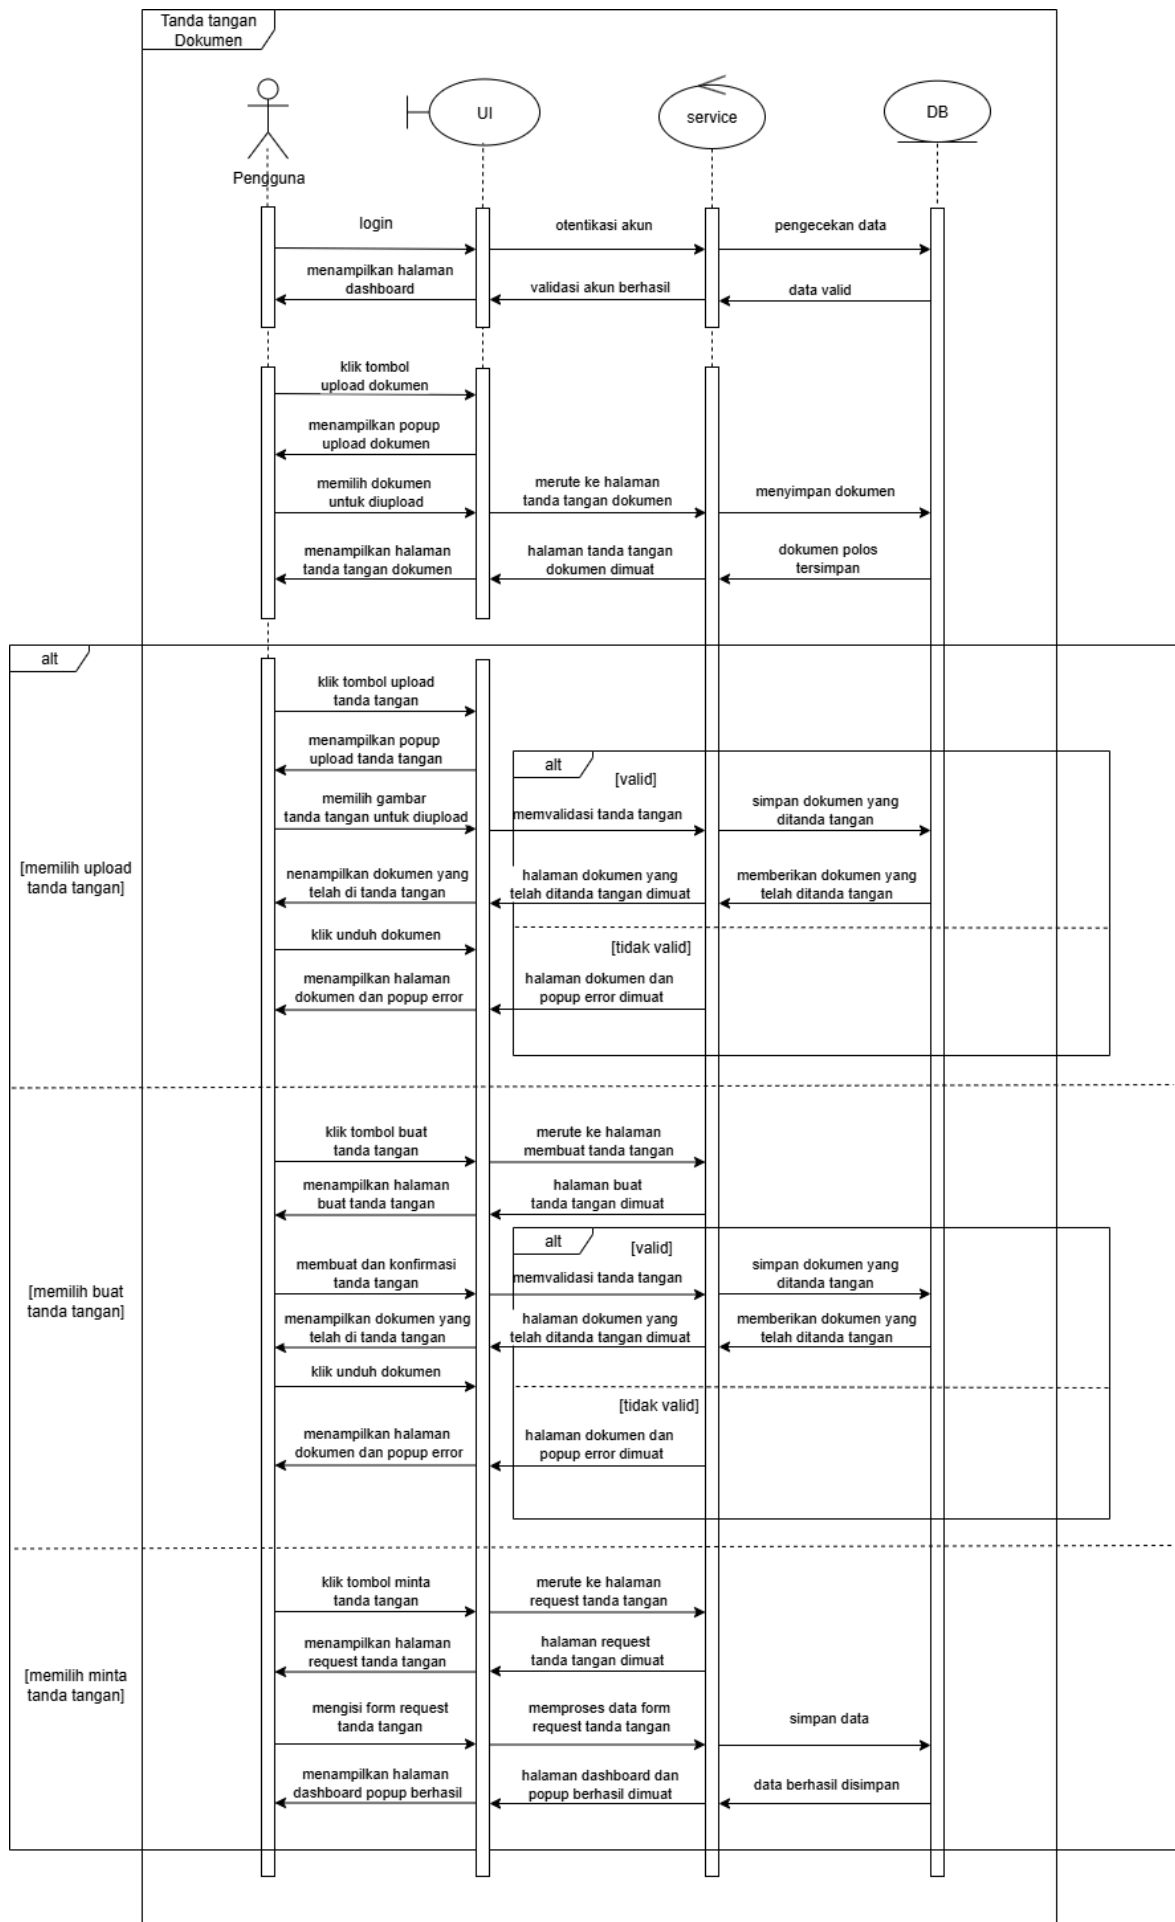 Tanda tangan
Dokumen
UI
service
DB
Pengguna
login
otentikasi akun
pengecekan data
menampilkan halaman
dashboard
validasi akun berhasil
data valid
klik tombol
upload dokumen
menampilkan popup
upload dokumen
memilih dokumen
untuk diupload
merute ke halaman
tanda tangan dokumen
menyimpan dokumen
menampilkan halaman
tanda tangan dokumen
halaman tanda tangan
dokumen dimuat
dokumen polos
tersimpan
alt
[memilih upload
tanda tangan]
klik tombol upload
tanda tangan
menampilkan popup
upload tanda tangan
alt
[valid]
memilih gambar
tanda tangan untuk diupload
memvalidasi tanda tangan
simpan dokumen yang
ditanda tangan
nenampilkan dokumen yang
telah di tanda tangan
halaman dokumen yang
telah ditanda tangan dimuat
memberikan dokumen yang
telah ditanda tangan
klik unduh dokumen
[tidak valid]
menampilkan halaman
dokumen dan popup error
halaman dokumen dan
popup error dimuat
[memilih buat
tanda tangan]
klik tombol buat
tanda tangan
merute ke halaman
membuat tanda tangan
menampilkan halaman
buat tanda tangan
halaman buat
tanda tangan dimuat
alt
[valid]
membuat dan konfirmasi
tanda tangan
memvalidasi tanda tangan
simpan dokumen yang
ditanda tangan
menampilkan dokumen yang
telah di tanda tangan
halaman dokumen yang
telah ditanda tangan dimuat
memberikan dokumen yang
telah ditanda tangan
klik unduh dokumen
[tidak valid]
menampilkan halaman
dokumen dan popup error
halaman dokumen dan
popup error dimuat
[memilih minta
tanda tangan]
klik tombol minta
tanda tangan
merute ke halaman
request tanda tangan
menampilkan halaman
request tanda tangan
halaman request
tanda tangan dimuat
mengisi form request
tanda tangan
memproses data form
request tanda tangan
simpan data
menampilkan halaman
dashboard popup berhasil
halaman dashboard dan
popup berhasil dimuat
data berhasil disimpan